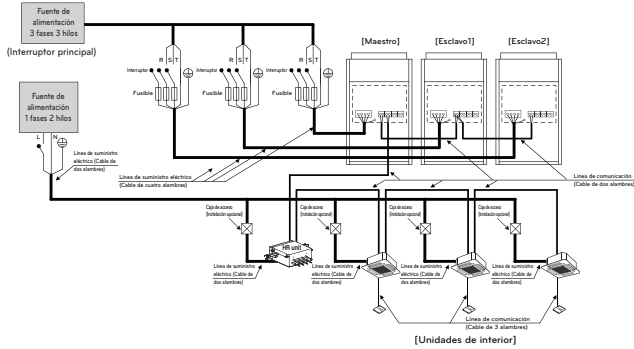 Fuente de
alimentación
3 fases 3 hilos
(Interruptor principal)
[Maestro]
[Esclavo1]
[Esclavo2]
R S T
R S T
R S T
Interruptor
Interruptor
Interruptor
Fusible
Fusible
Fusible
Fuente de
alimentación
1 fases 2 hilos
L
N
Línea de suministro
eléctrico (Cable de
dos alambres)
Línea de suministro eléctrico
(Cable de cuatro alambres)
Línea de comunicación
(Cable de dos alambres)
Caja de acceso
(Instalación opcional)
Caja de acceso
(Instalación opcional)
Caja de acceso
(Instalación opcional)
Caja de acceso
(Instalación opcional)
HR unit
Línea de suministro
eléctrico (Cable de
dos alambres)
Línea de suministro
eléctrico (Cable de
dos alambres)
Línea de suministro
eléctrico (Cable de
dos alambres)
Línea de suministro
eléctrico (Cable de
dos alambres)
Línea de comunicación
(Cable de 3 alambres)
[Unidades de interior]